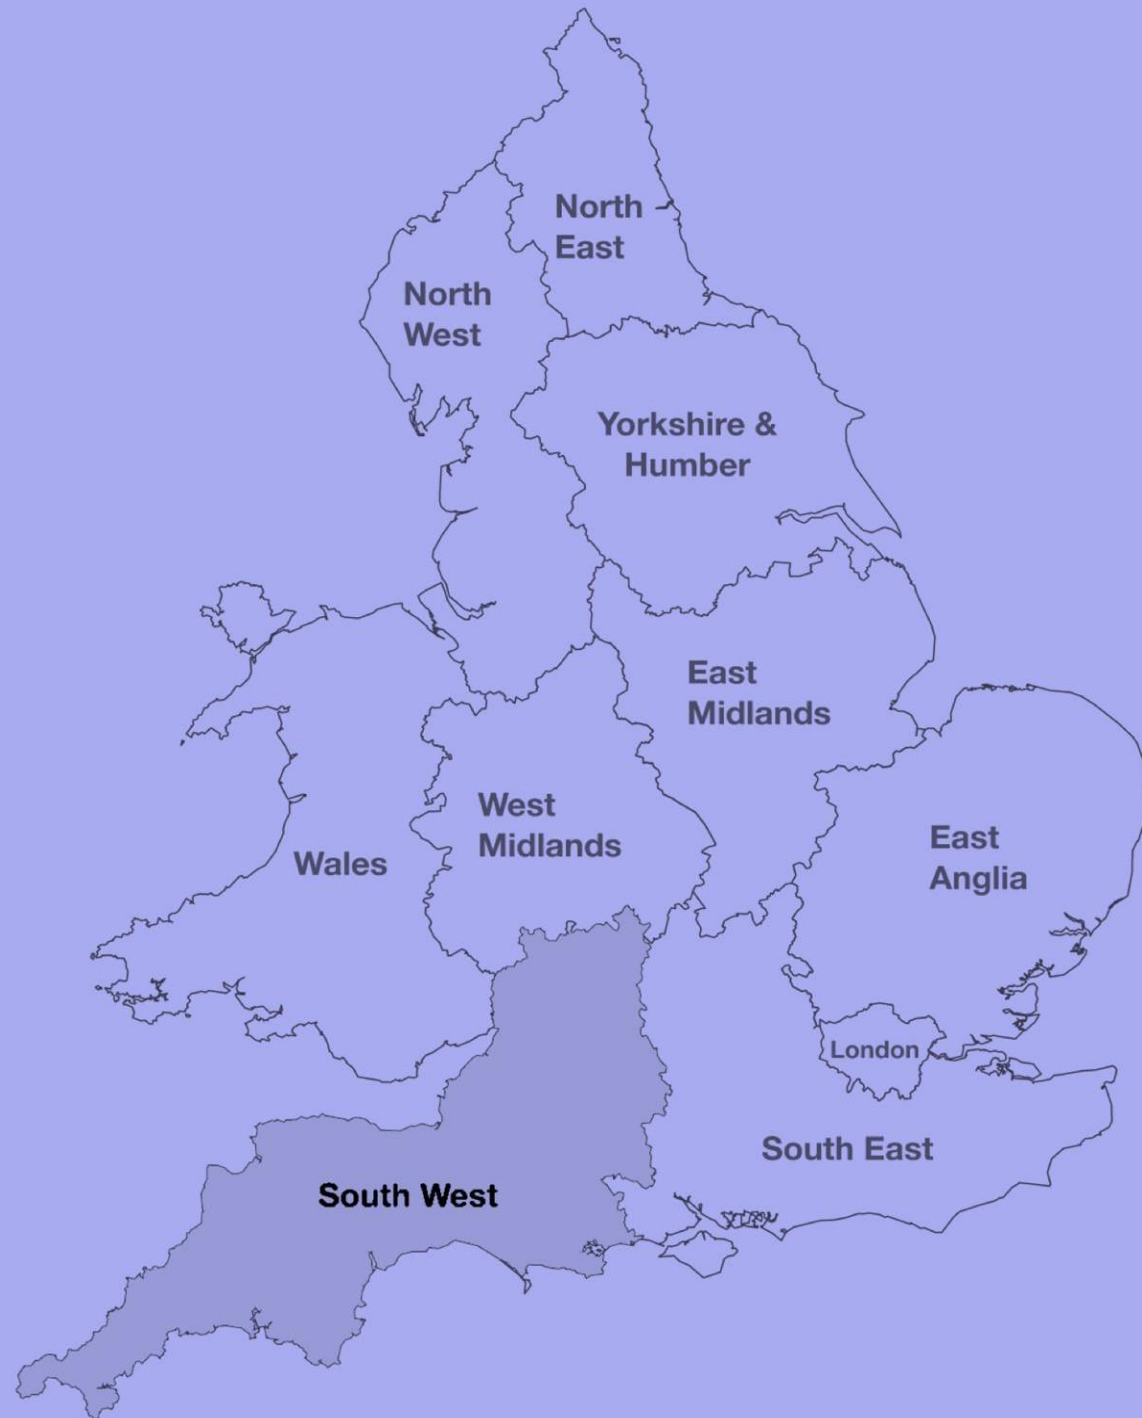 North
East
North
West
Yorkshire &
Humber
East
Midlands
West
Midlands
Wales
East
Anglia
London
South East
South West